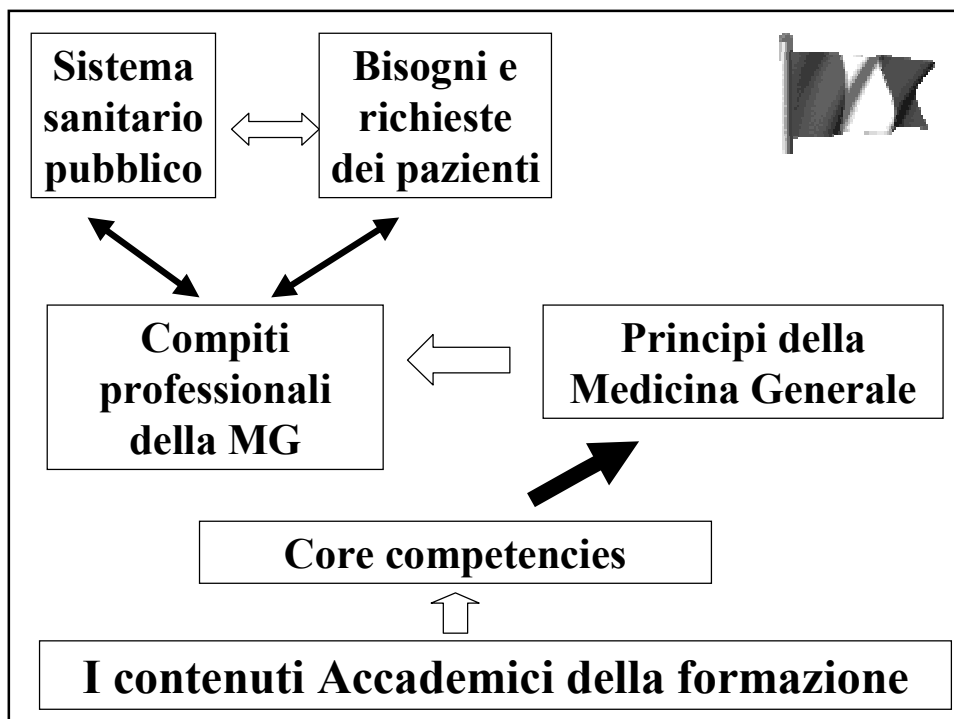 Sistema
sanitario
pubblico
Bisogni e
richieste
dei pazienti
Compiti
professionali
della MG
Principi della
Medicina Generale
Core competencies
I contenuti Accademici della formazione